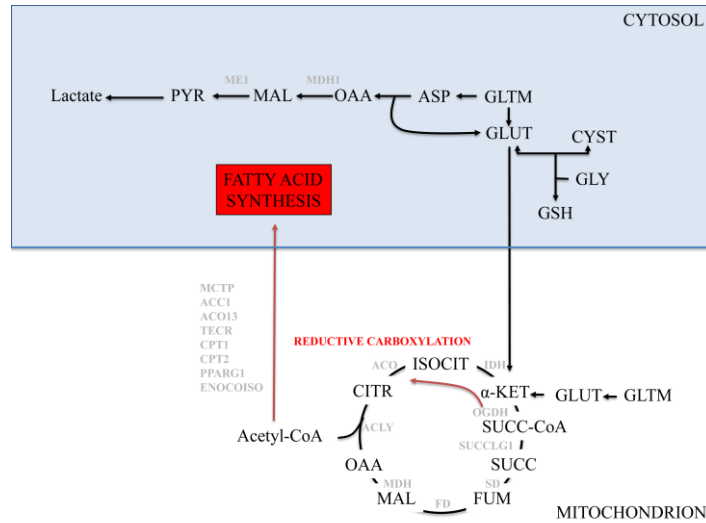 CYTOSOL
ME1
MDH1
Lactate
PYR
MAL
OAA
ASP
GLTM
GLUT
CYST
GLY
GSH
FATTY ACID
SYNTHESIS
MCTP
ACC1
ACO13
TECR
CPT1
CPT2
PPARG1
ENOCOISO
REDUCTIVE CARBOXYLATION
ACO
ISOCIT
IDH
CITR
α-KET
GLUT
GLTM
OGDH
SUCC-CoA
Acetyl-CoA
ACLY
SUCCLG1
OAA
SUCC
MDH
SD
MAL
FD
FUM
MITOCHONDRION